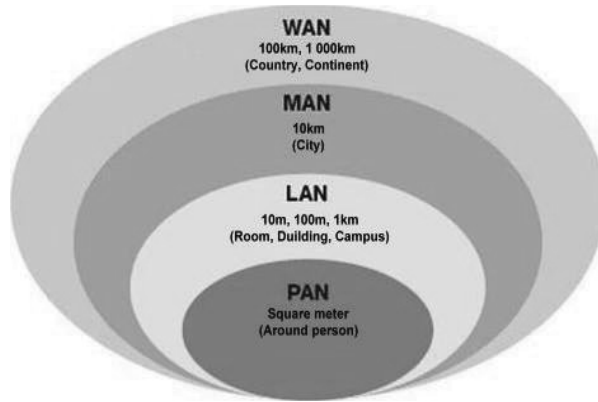 WAN
100km, 1 000km
(Country, Continent)
MAN
10km
(City)
LAN
10m, 100m, 1km
(Room, Duilding, Campus)
PAN
Square meter
(Around person)